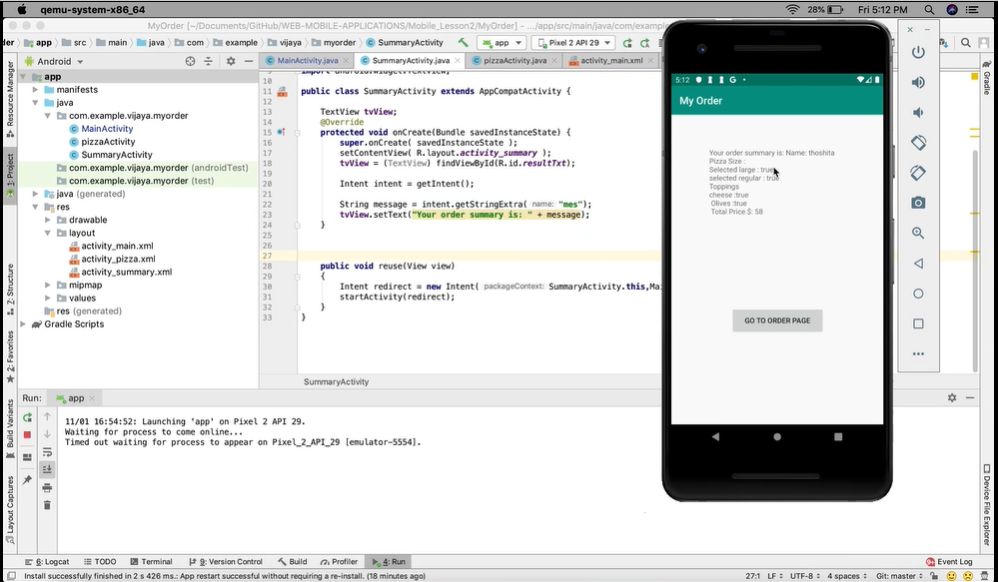 qemu-system-x86_64
28%
Fri 5:12 PM
MyOrder [~/Documents/GitHub/WEB-MOBILE-APPLICATIONS/Mobile_Lesson2/MyOrder] - .../app/src/main/java/com/example
der
app
src
main
java
com
example
vijaya
myorder
SummaryActivity
app
Pixel 2 API 29
Android
MainActivity.java
SummaryActivity.java
pizzaActivity.java
activity_main.xml
app
manifests
java
com.example.vijaya.myorder
MainActivity
pizzaActivity
SummaryActivity
com.example.vijaya.myorder (androidTest)
com.example.vijaya.myorder (test)
java (generated)
res
drawable
layout
activity_main.xml
activity_pizza.xml
activity_summary.xml
mipmap
values
res (generated)
Gradle Scripts
Resource Manager
1: Project
Z: Structure
2: Favorites
Build Variants
Layout Captures
Gradle
Device File Explorer
9 import android.widget.TextView;
10
11 public class SummaryActivity extends AppCompatActivity {
12
13 TextView tvView;
14 @Override
15 protected void onCreate(Bundle savedInstanceState) {
16 super.onCreate( savedInstanceState );
17 setContentView( R.layout.activity_summary );
18 tvView = (TextView) findViewById(R.id.resultTxt);
19
20 Intent intent = getIntent();
21
22 String message = intent.getStringExtra( name: "mes");
23 tvView.setText("Your order summary is: " + message);
24 }
25
26
27
28 public void reuse(View view)
29 {
30 Intent redirect = new Intent( packageContext: SummaryActivity.this,Ma
31 startActivity(redirect);
32 }
33 }
SummaryActivity
5:12
G
My Order
Your order summary is: Name: thoshita
Pizza Size :
Selected large : true
selected regular : true
Toppings
cheese :true
Olives :true
Total Price $: 58
GO TO ORDER PAGE
Run:
app
11/01 16:54:52: Launching 'app' on Pixel 2 API 29.
Waiting for process to come online...
Timed out waiting for process to appear on Pixel_2_API_29 [emulator-5554].
6: Logcat
TODO
Terminal
9: Version Control
Build
Profiler
4: Run
Event Log
Install successfully finished in 2 s 426 ms.: App restart successful without requiring a re-install. (18 minutes ago)
27:1
LF
UTF-8
4 spaces
Git: master